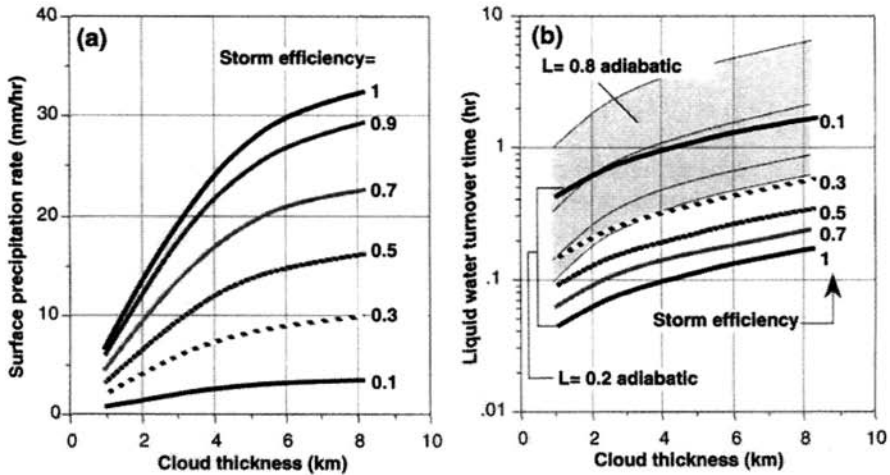 (a)
Storm efficiency=
1
0.9
0.7
0.5
0.3
0.1
40
30
20
10
0
0 2 4 6 8 10
Surface precipitation rate (mm/hr)
Cloud thickness (km)
(b)
L= 0.8 adiabatic
0.1
0.3
0.5
0.7
1
Storm efficiency
L= 0.2 adiabatic
10
1
.1
.01
0 2 4 6 8 10
Liquid water turnover time (hr)
Cloud thickness (km)